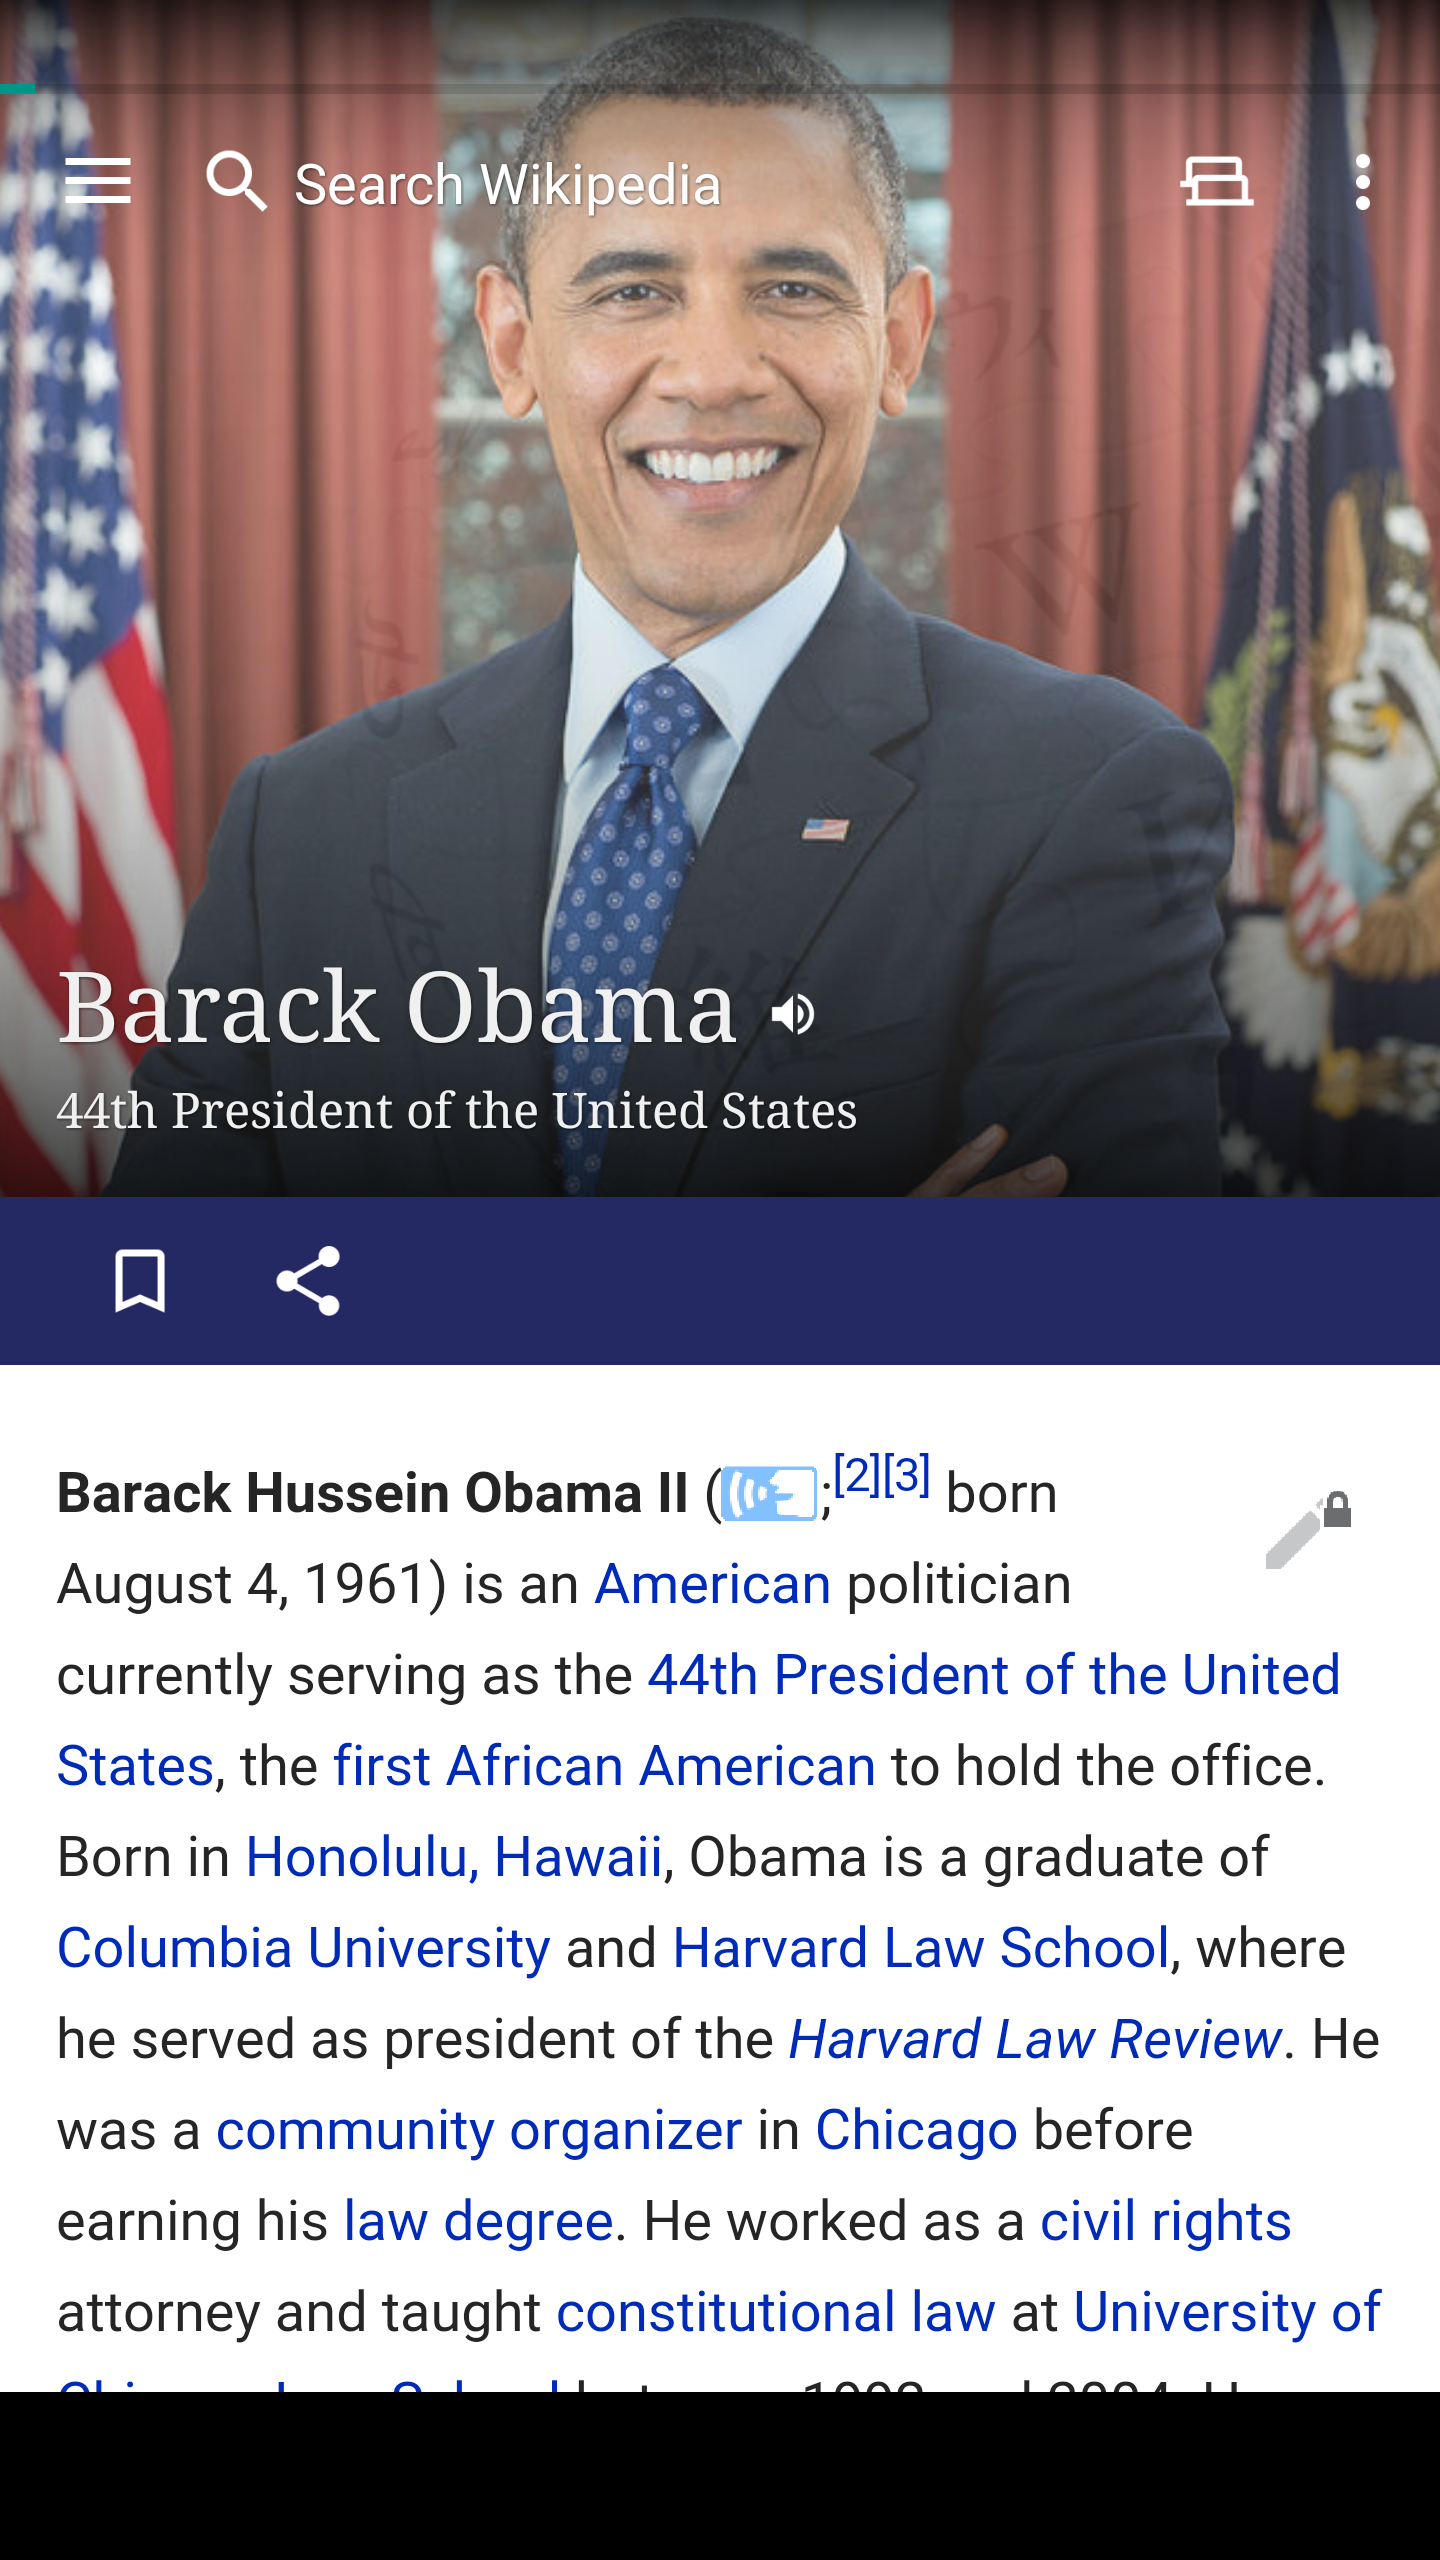 Search Wikipedia
Barack Obama
44th President of the United States
Barack Hussein Obama II (;[2][3] born
August 4, 1961) is an American politician
currently serving as the 44th President of the United
States, the first African American to hold the office.
Born in Honolulu, Hawaii, Obama is a graduate of
Columbia University and Harvard Law School, where
he served as president of the Harvard Law Review. He
was a community organizer in Chicago before
earning his law degree. He worked as a civil rights
attorney and taught constitutional law at University of